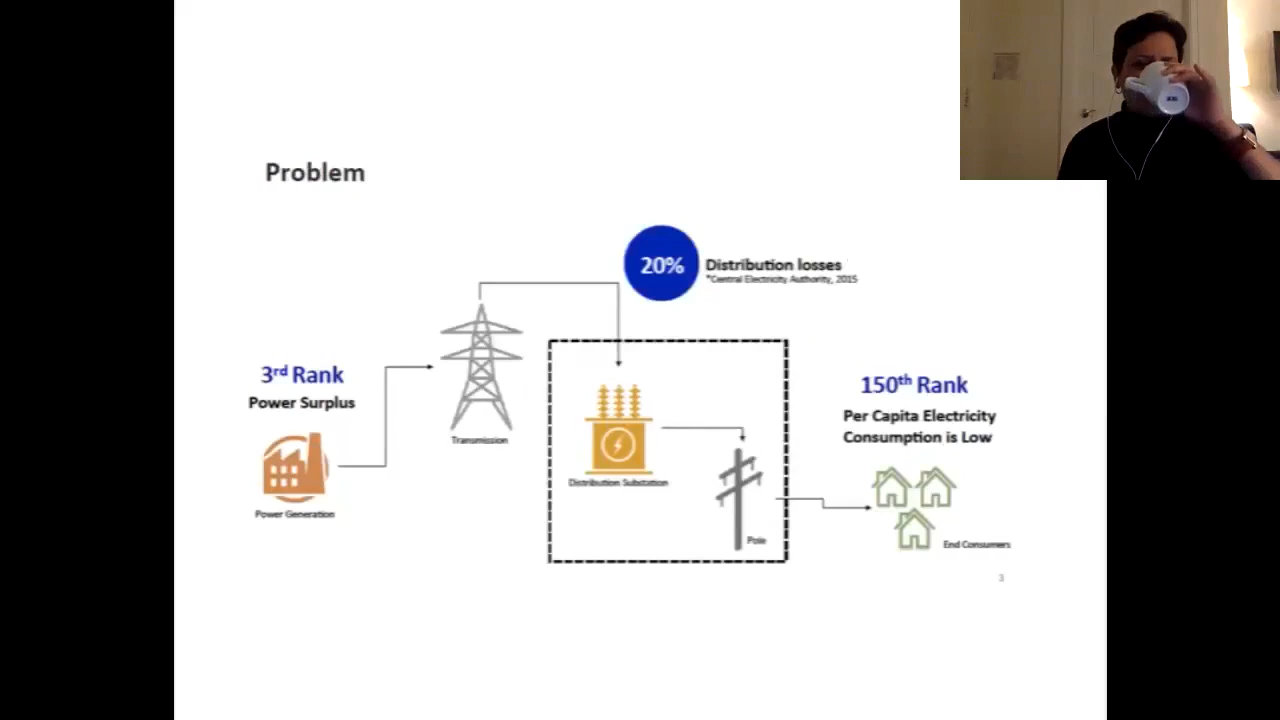 Problem
20%
Distribution losses
*Central Electricity Authority, 2015
3rd Rank
Power Surplus
150th Rank
Per Capita Electricity
Consumption is Low
Transmission
Distribution Substation
Power Generation
Pole
End Consumers
3